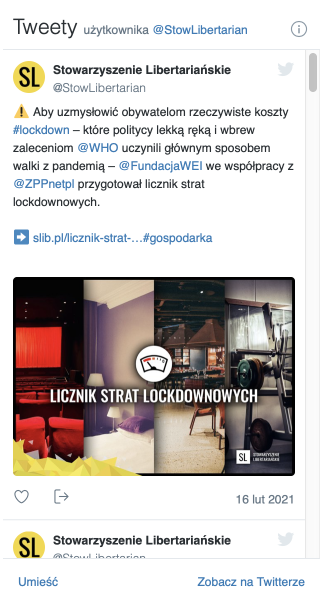 Tweety użytkownika @StowLibertarian
SL
Stowarzyszenie Libertariańskie
@StowLibertarian
⚠️ Aby uzmysłowić obywatelom rzeczywiste koszty
#lockdown – które politycy lekką ręką i wbrew
zaleceniom @WHO uczynili głównym sposobem
walki z pandemią – @FundacjaWEI we współpracy z
@ZPPnetpl przygotował licznik strat
lockdownowych.
➡️ slib.pl/licznik-strat-…#gospodarka
LICZNIK STRAT LOCKDOWNOWYCH
SL STOWARZYSZENIE
LIBERTARIAŃSKIE
16 lut 2021
SL
Stowarzyszenie Libertariańskie
@StowLibertarian
Umieść
Zobacz na Twitterze